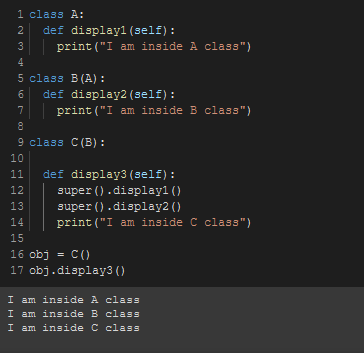 1 class A:
2   def display1(self):
3     print("I am inside A class")
4
5 class B(A):
6   def display2(self):
7     print("I am inside B class")
8
9 class C(B):
10
11   def display3(self):
12     super().display1()
13     super().display2()
14     print("I am inside C class")
15
16 obj = C()
17 obj.display3()
I am inside A class
I am inside B class
I am inside C class